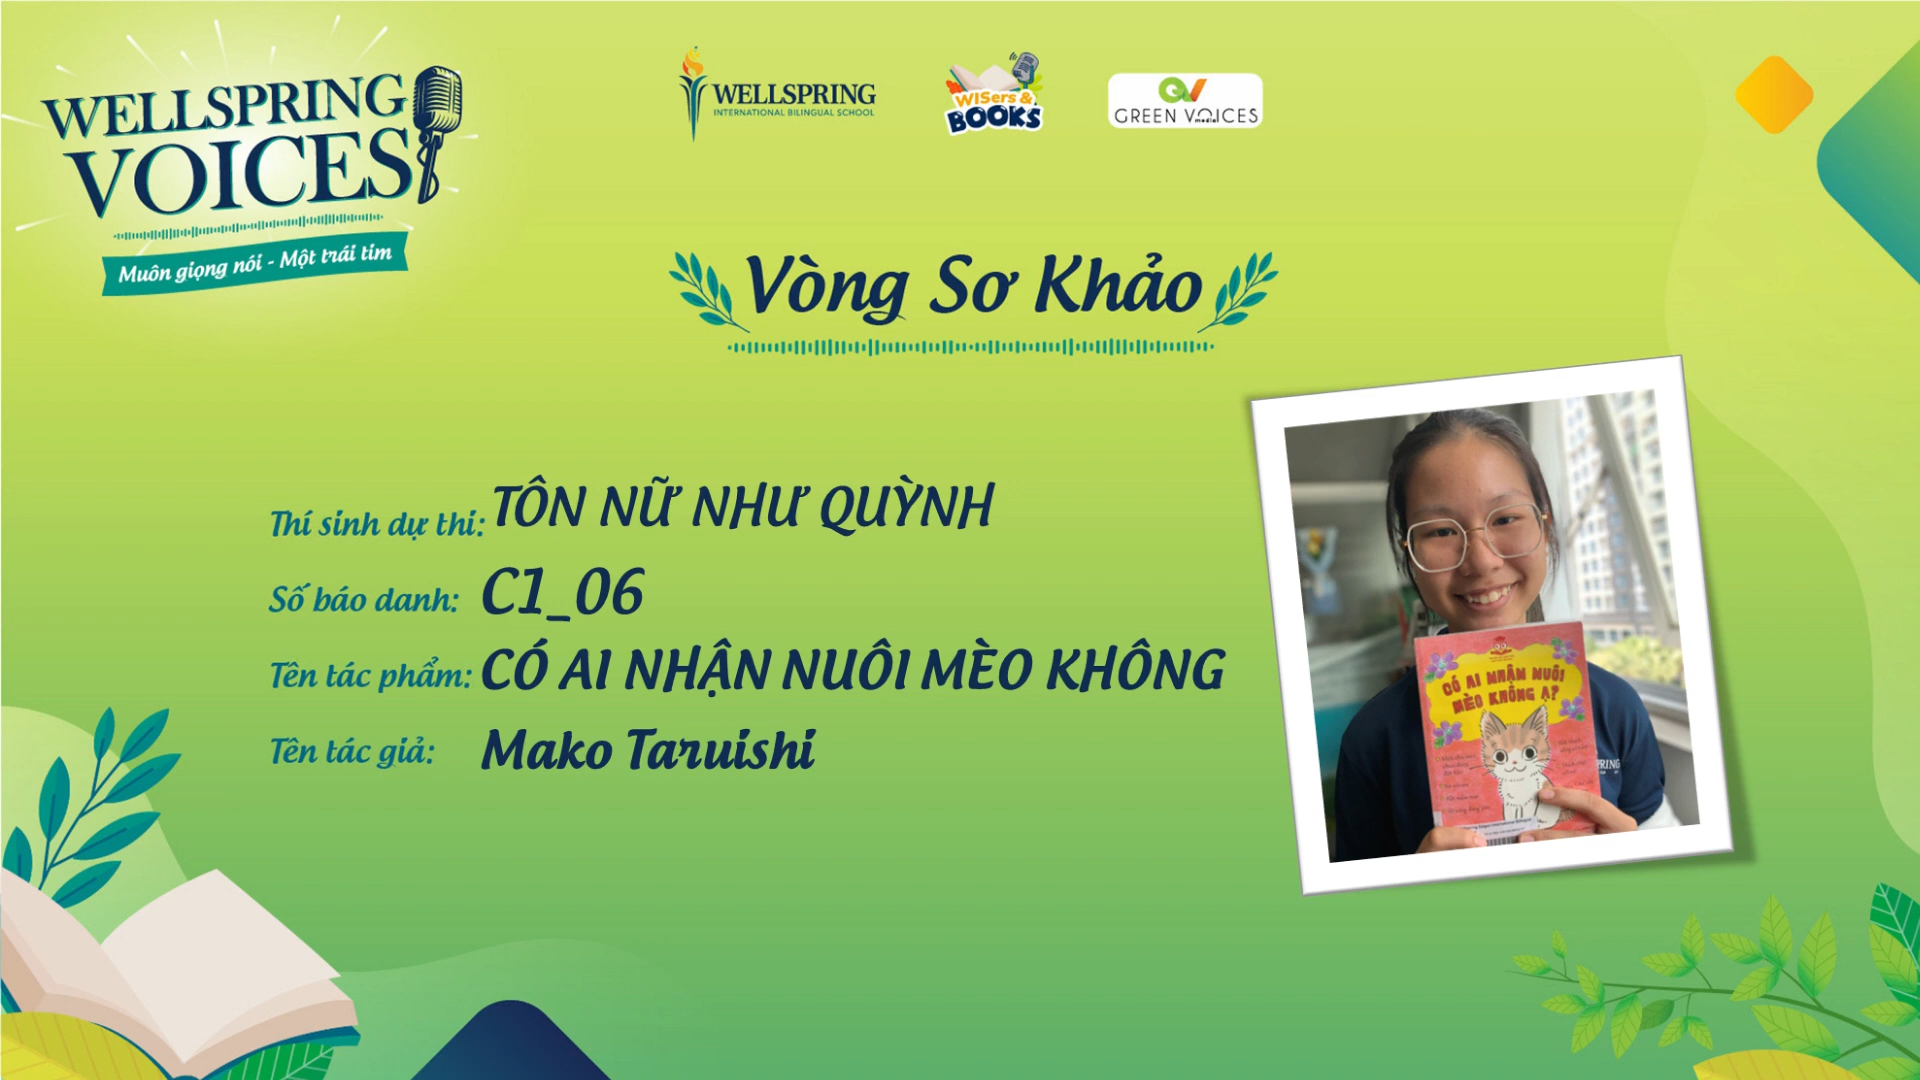 WELLSPRING
VOICES
Muôn giọng nói - Một trái tim
WELLSPRING
INTERNATIONAL BILINGUAL SCHOOL
WISers &
BOOKS
GREEN VOICES
media
Vòng Sơ Khảo
Thí sinh dự thi: TÔN NỮ NHƯ QUỲNH
Số báo danh: C1_06
Tên tác phẩm: CÓ AI NHẬN NUÔI MÈO KHÔNG
Tên tác giả: Mako Taruishi
CÓ AI NHẬN NUÔI
MÈO KHÔNG Ạ?